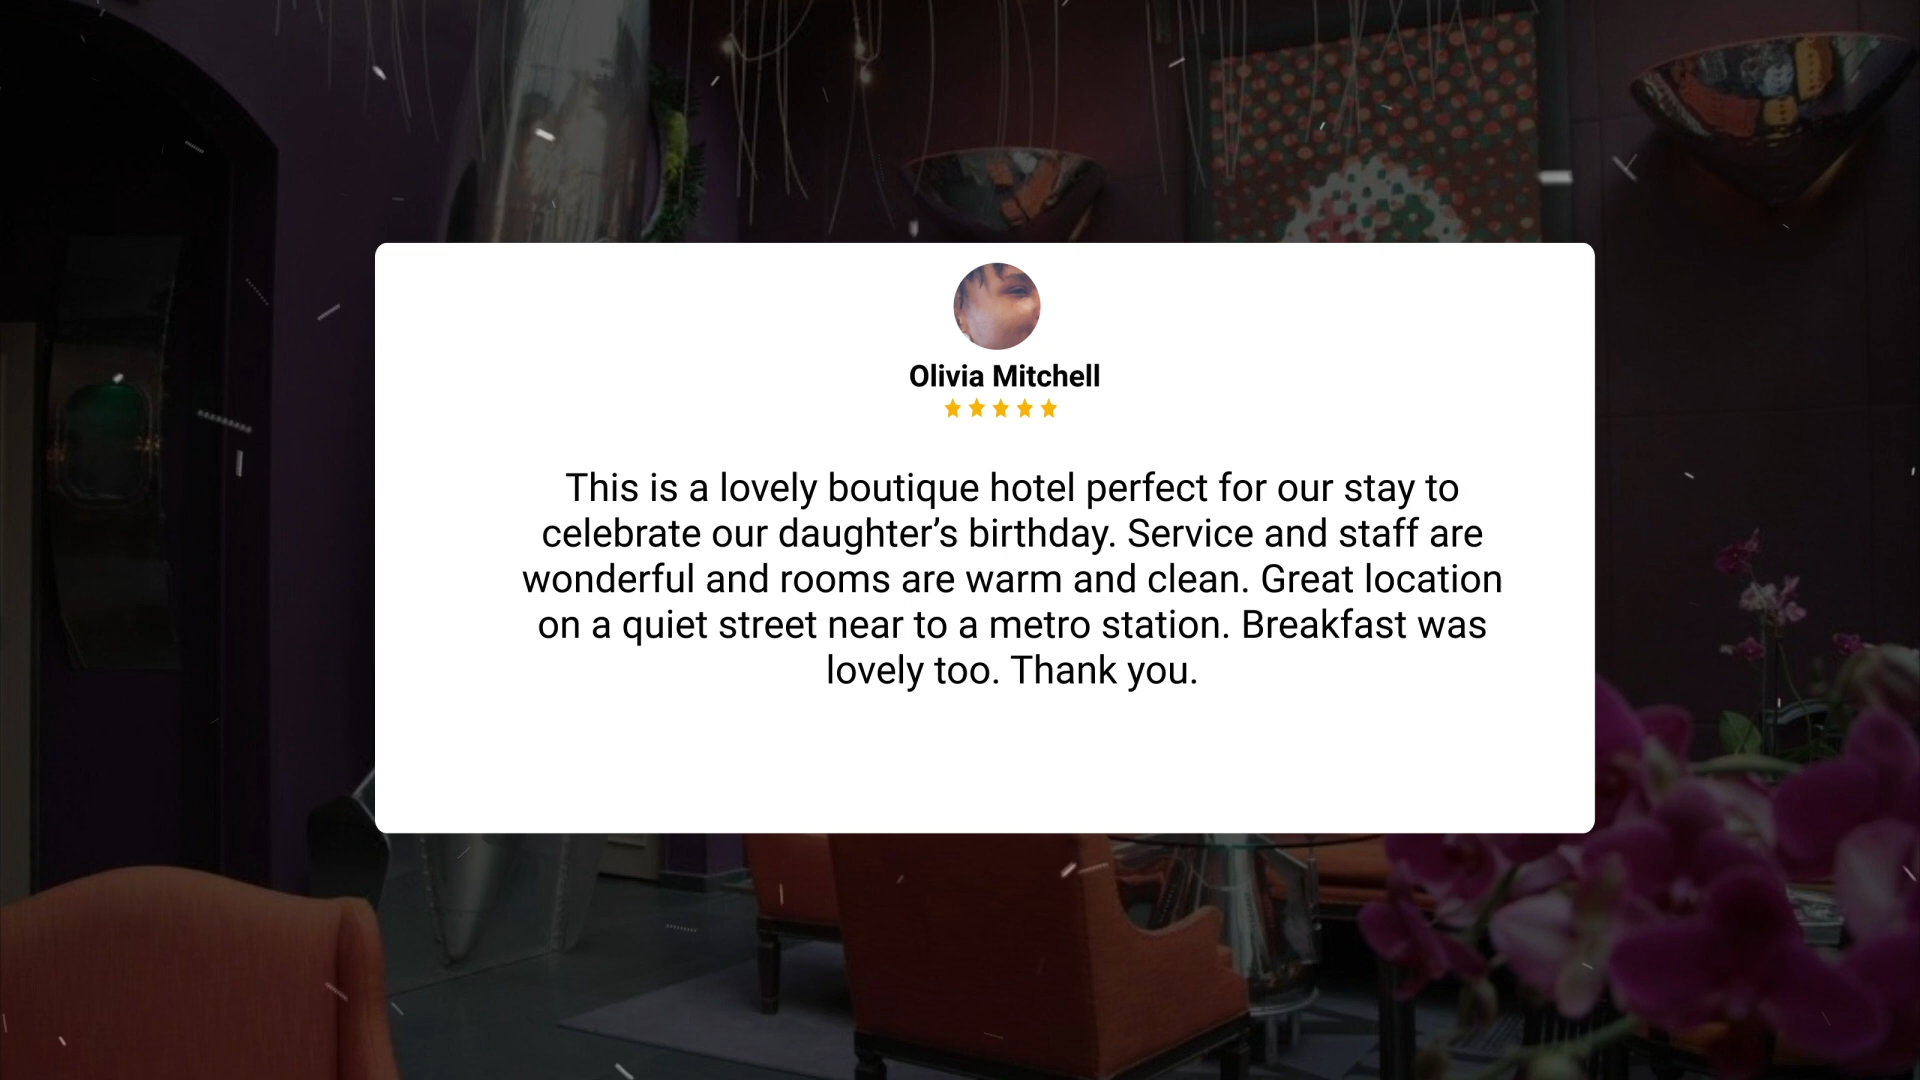 Olivia Mitchell
This is a lovely boutique hotel perfect for our stay to
celebrate our daughter’s birthday. Service and staff are
wonderful and rooms are warm and clean. Great location
on a quiet street near to a metro station. Breakfast was
lovely too. Thank you.